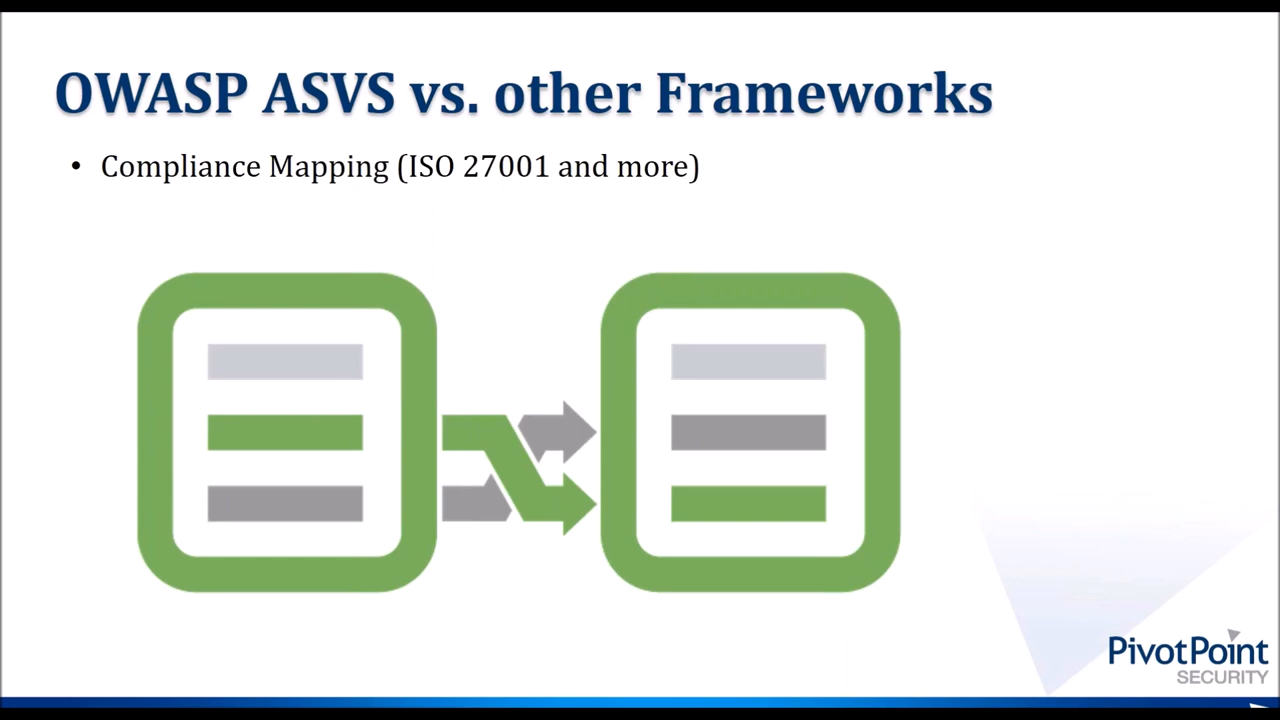 OWASP ASVS vs. other Frameworks
• Compliance Mapping (ISO 27001 and more)
PivotPoint
SECURITY